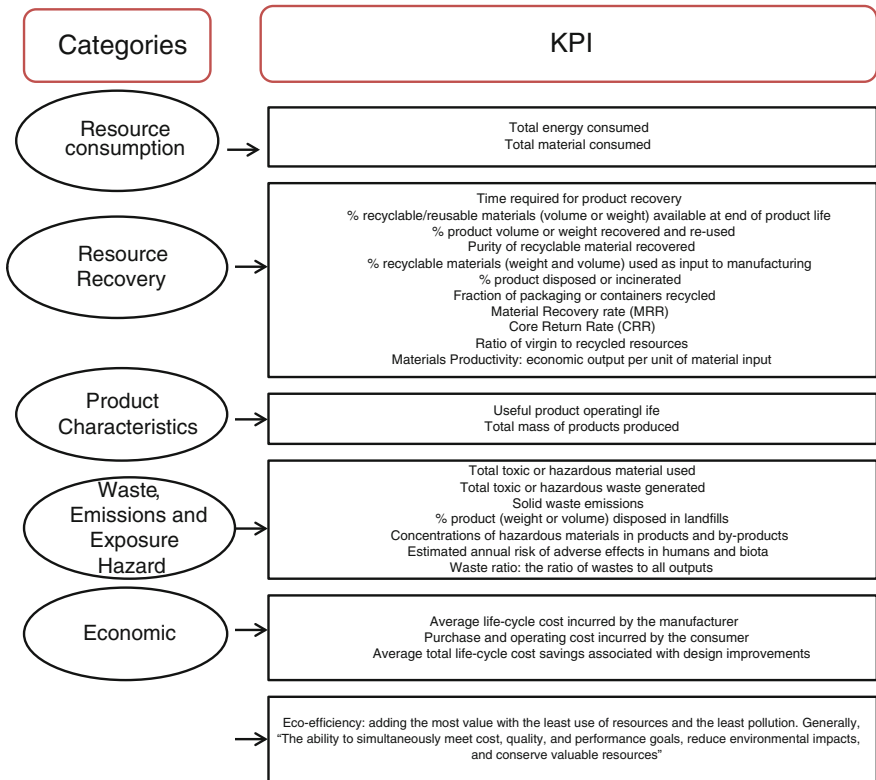 Categories
KPI
Resource
consumption
Total energy consumed
Total material consumed
Resource
Recovery
Time required for product recovery
% recyclable/reusable materials (volume or weight) available at end of product life
% product volume or weight recovered and re-used
Purity of recyclable material recovered
% recyclable materials (weight and volume) used as input to manufacturing
% product disposed or incinerated
Fraction of packaging or containers recycled
Material Recovery rate (MRR)
Core Return Rate (CRR)
Ratio of virgin to recycled resources
Materials Productivity: economic output per unit of material input
Product
Characteristics
Useful product operatingl ife
Total mass of products produced
Waste,
Emissions and
Exposure
Hazard
Total toxic or hazardous material used
Total toxic or hazardous waste generated
Solid waste emissions
% product (weight or volume) disposed in landfills
Concentrations of hazardous materials in products and by-products
Estimated annual risk of adverse effects in humans and biota
Waste ratio: the ratio of wastes to all outputs
Economic
Average life-cycle cost incurred by the manufacturer
Purchase and operating cost incurred by the consumer
Average total life-cycle cost savings associated with design improvements
Eco-efficiency: adding the most value with the least use of resources and the least pollution. Generally,
“The ability to simultaneously meet cost, quality, and performance goals, reduce environmental impacts,
and conserve valuable resources”